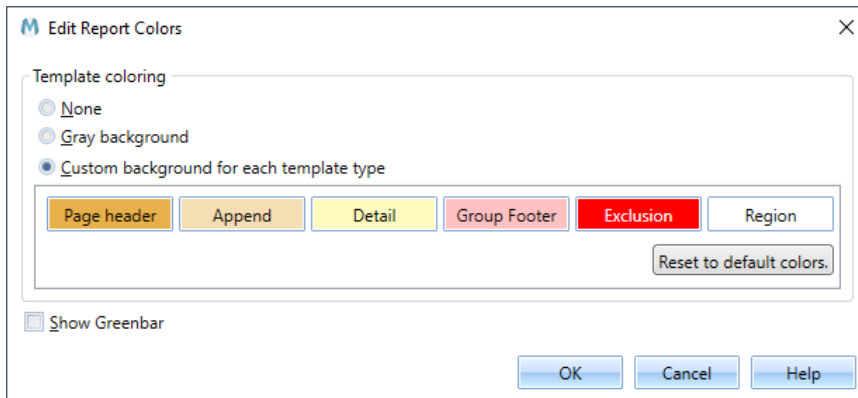 Edit Report Colors
Template coloring
None
Gray background
Custom background for each template type
Page header Append Detail Group Footer Exclusion Region
Reset to default colors.
Show Greenbar
OK Cancel Help